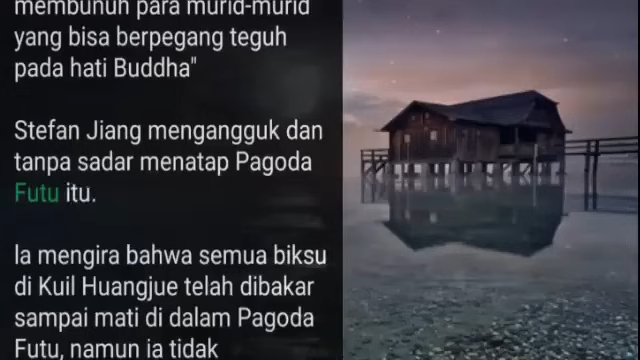 membunuh para murid-murid
yang bisa berpegang teguh
pada hati Buddha"
Stefan Jiang mengangguk dan
tanpa sadar menatap Pagoda
Futu itu.
Ia mengira bahwa semua biksu
di Kuil Huangjue telah dibakar
sampai mati di dalam Pagoda
Futu, namun ia tidak